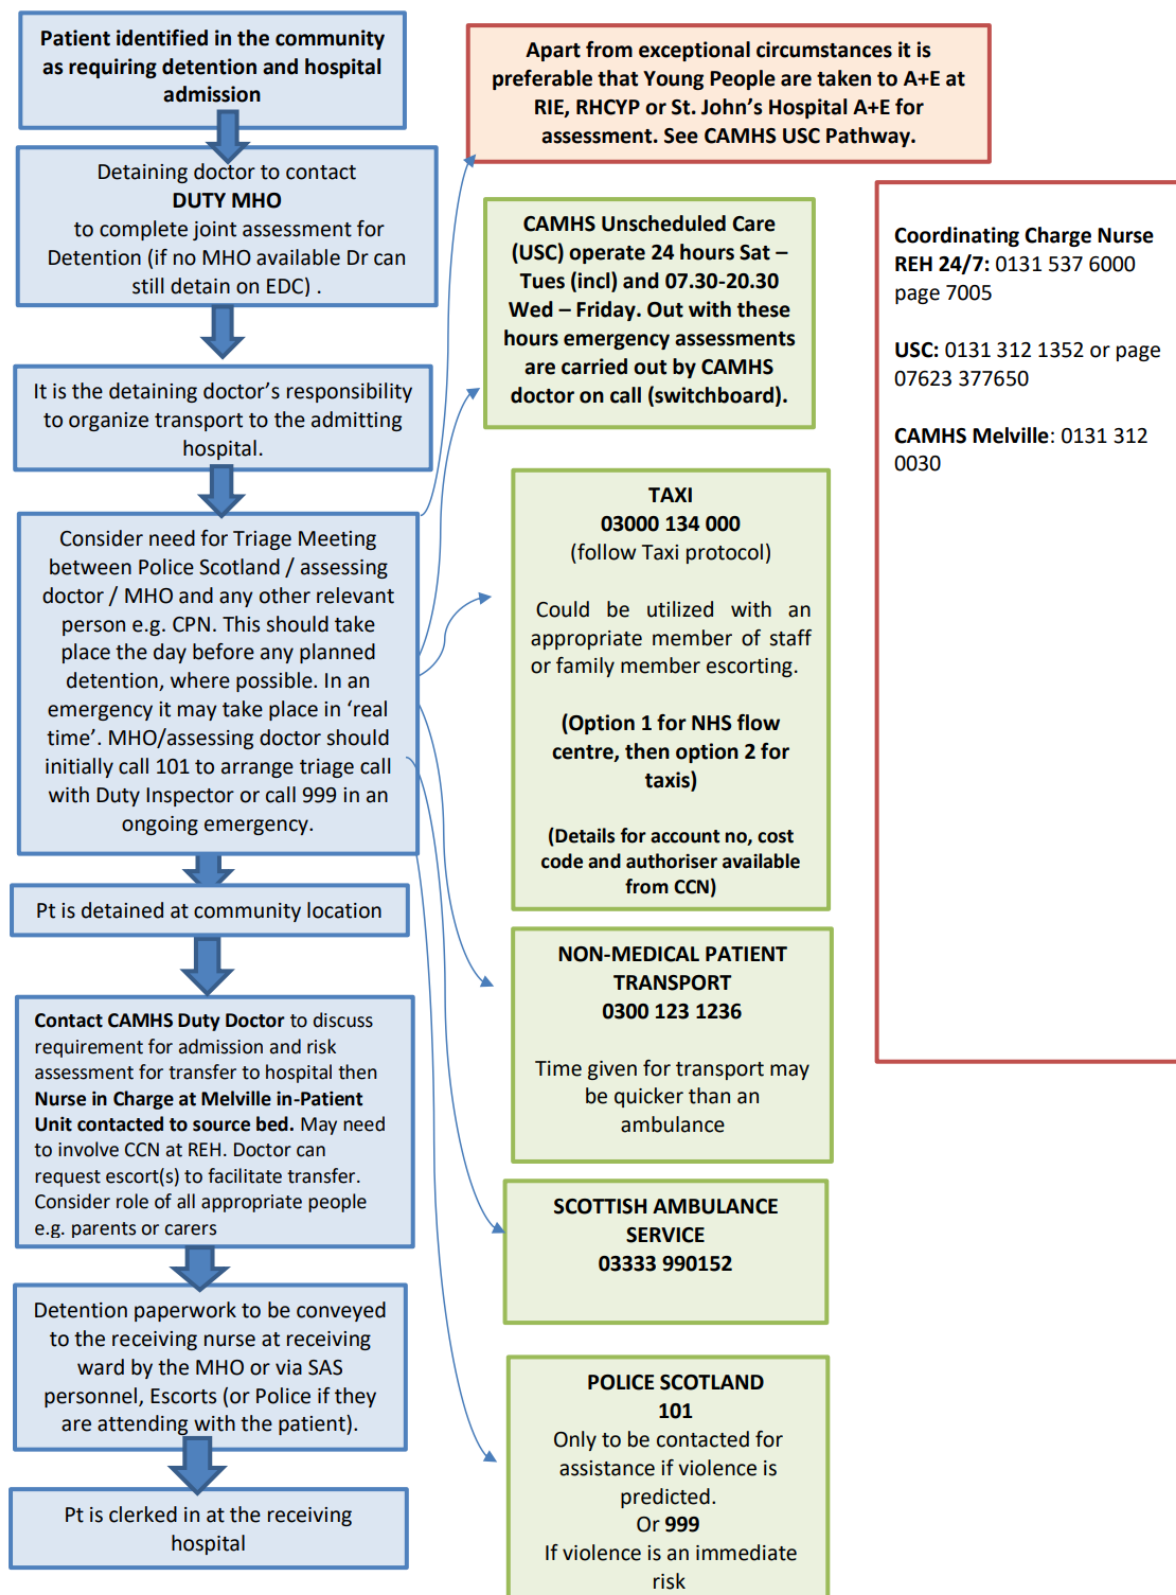 Patient identified in the community
as requiring detention and hospital
admission
Detaining doctor to contact
DUTY MHO
to complete joint assessment for
Detention (if no MHO available Dr can
still detain on EDC) .
It is the detaining doctor’s responsibility
to organize transport to the admitting
hospital.
Consider need for Triage Meeting
between Police Scotland / assessing
doctor / MHO and any other relevant
person e.g. CPN. This should take
place the day before any planned
detention, where possible. In an
emergency it may take place in ‘real
time’. MHO/assessing doctor should
initially call 101 to arrange triage call
with Duty Inspector or call 999 in an
ongoing emergency.
Pt is detained at community location
Contact CAMHS Duty Doctor to discuss
requirement for admission and risk
assessment for transfer to hospital then
Nurse in Charge at Melville in-Patient
Unit contacted to source bed. May need
to involve CCN at REH. Doctor can
request escort(s) to facilitate transfer.
Consider role of all appropriate people
e.g. parents or carers
Detention paperwork to be conveyed
to the receiving nurse at receiving
ward by the MHO or via SAS
personnel, Escorts (or Police if they
are attending with the patient).
Pt is clerked in at the receiving
hospital
Apart from exceptional circumstances it is
preferable that Young People are taken to A+E at
RIE, RHCYP or St. John’s Hospital A+E for
assessment. See CAMHS USC Pathway.
CAMHS Unscheduled Care
(USC) operate 24 hours Sat –
Tues (incl) and 07.30-20.30
Wed – Friday. Out with these
hours emergency assessments
are carried out by CAMHS
doctor on call (switchboard).
TAXI
03000 134 000
(follow Taxi protocol)
Could be utilized with an
appropriate member of staff
or family member escorting.
(Option 1 for NHS flow
centre, then option 2 for
taxis)
(Details for account no, cost
code and authoriser available
from CCN)
NON-MEDICAL PATIENT
TRANSPORT
0300 123 1236
Time given for transport may
be quicker than an
ambulance
SCOTTISH AMBULANCE
SERVICE
03333 990152
POLICE SCOTLAND
101
Only to be contacted for
assistance if violence is
predicted.
Or 999
If violence is an immediate
risk
Coordinating Charge Nurse
REH 24/7: 0131 537 6000
page 7005
USC: 0131 312 1352 or page
07623 377650
CAMHS Melville: 0131 312
0030